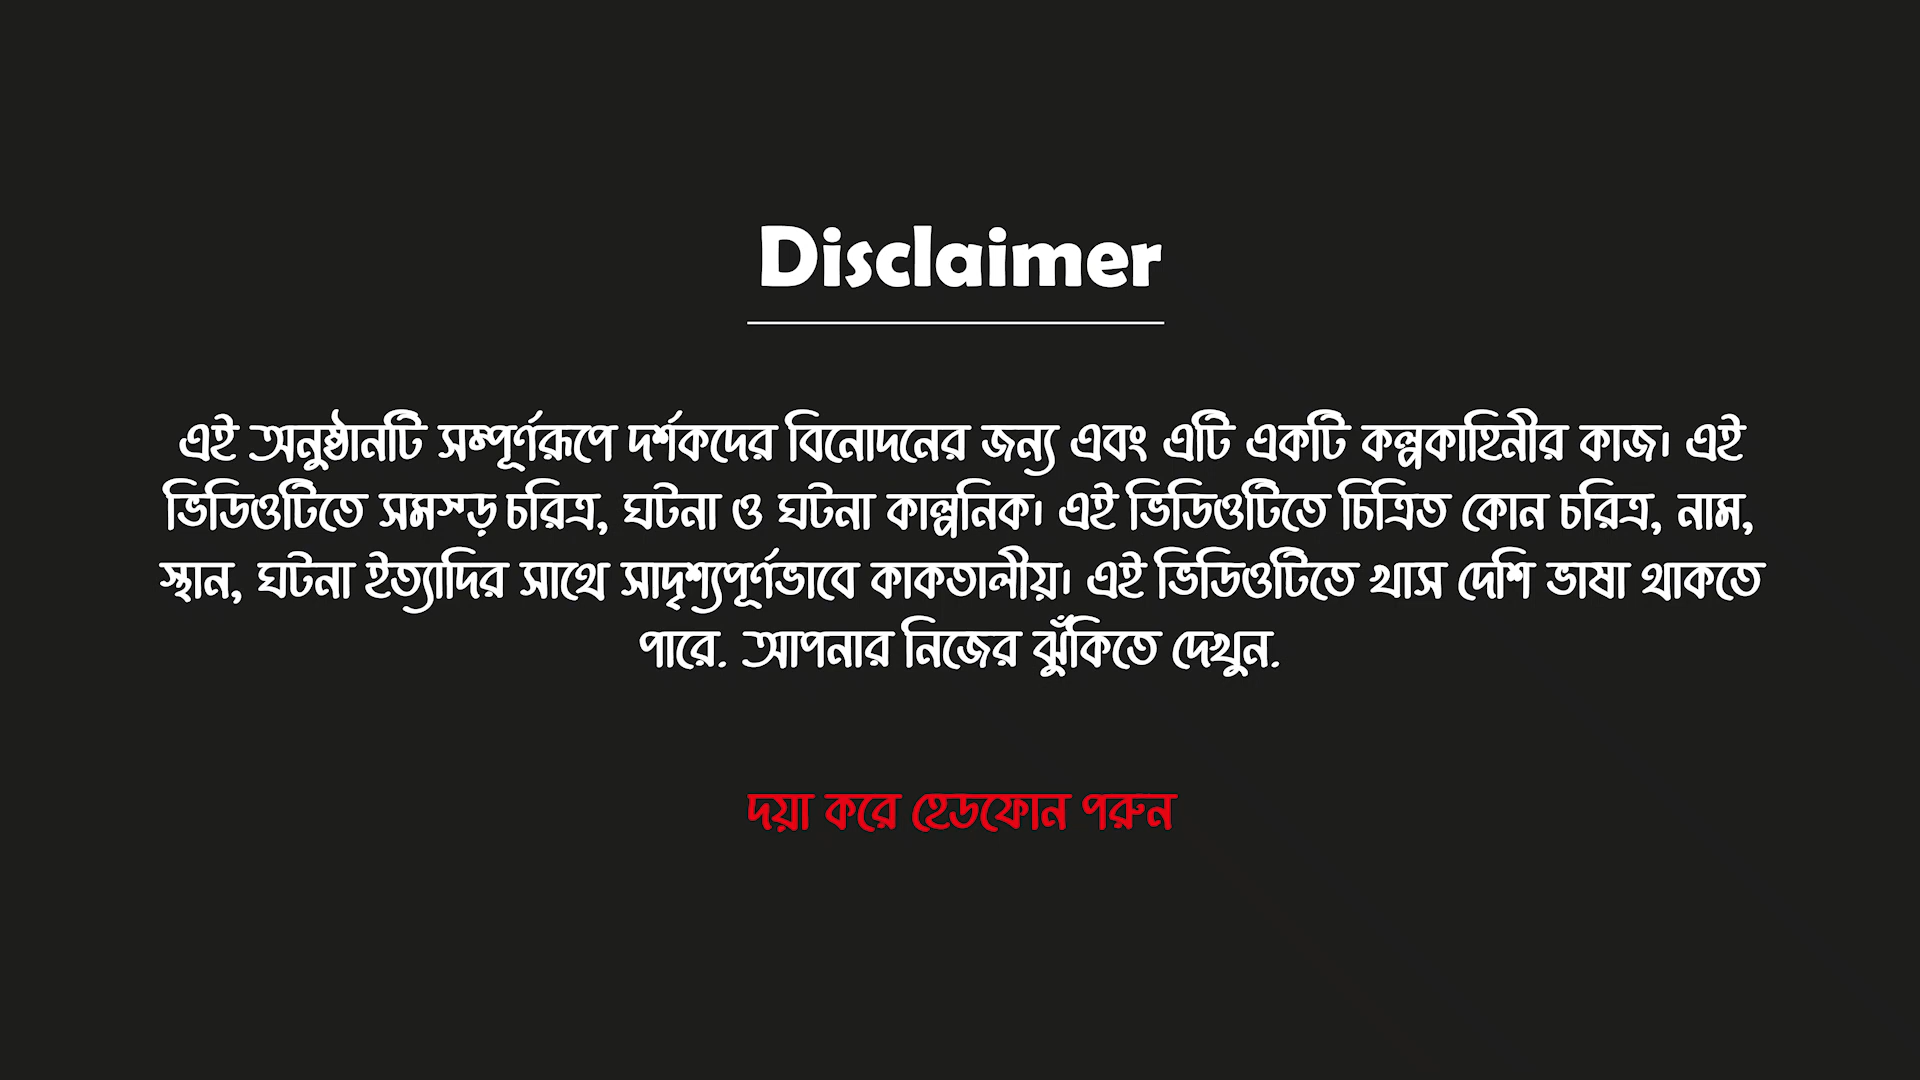 Disclaimer
এই অনুষ্ঠানটি সম্পূর্ণরূপে দর্শকদের বিনোদনের জন্য এবং এটি একটি কল্পকাহিনীর কাজ। এই
ভিডিওটিতে সমস্ড় চরিত্র, ঘটনা ও ঘটনা কাল্পনিক। এই ভিডিওটিতে চিত্রিত কোন চরিত্র, নাম,
স্থান, ঘটনা ইত্যাদির সাথে সাদৃশ্যপূর্ণভাবে কাকতালীয়। এই ভিডিওটিতে খাস দেশি ভাষা থাকতে
পারে. আপনার নিজের ঝুঁকিতে দেখুন.
দয়া করে হেডফোন পরুন